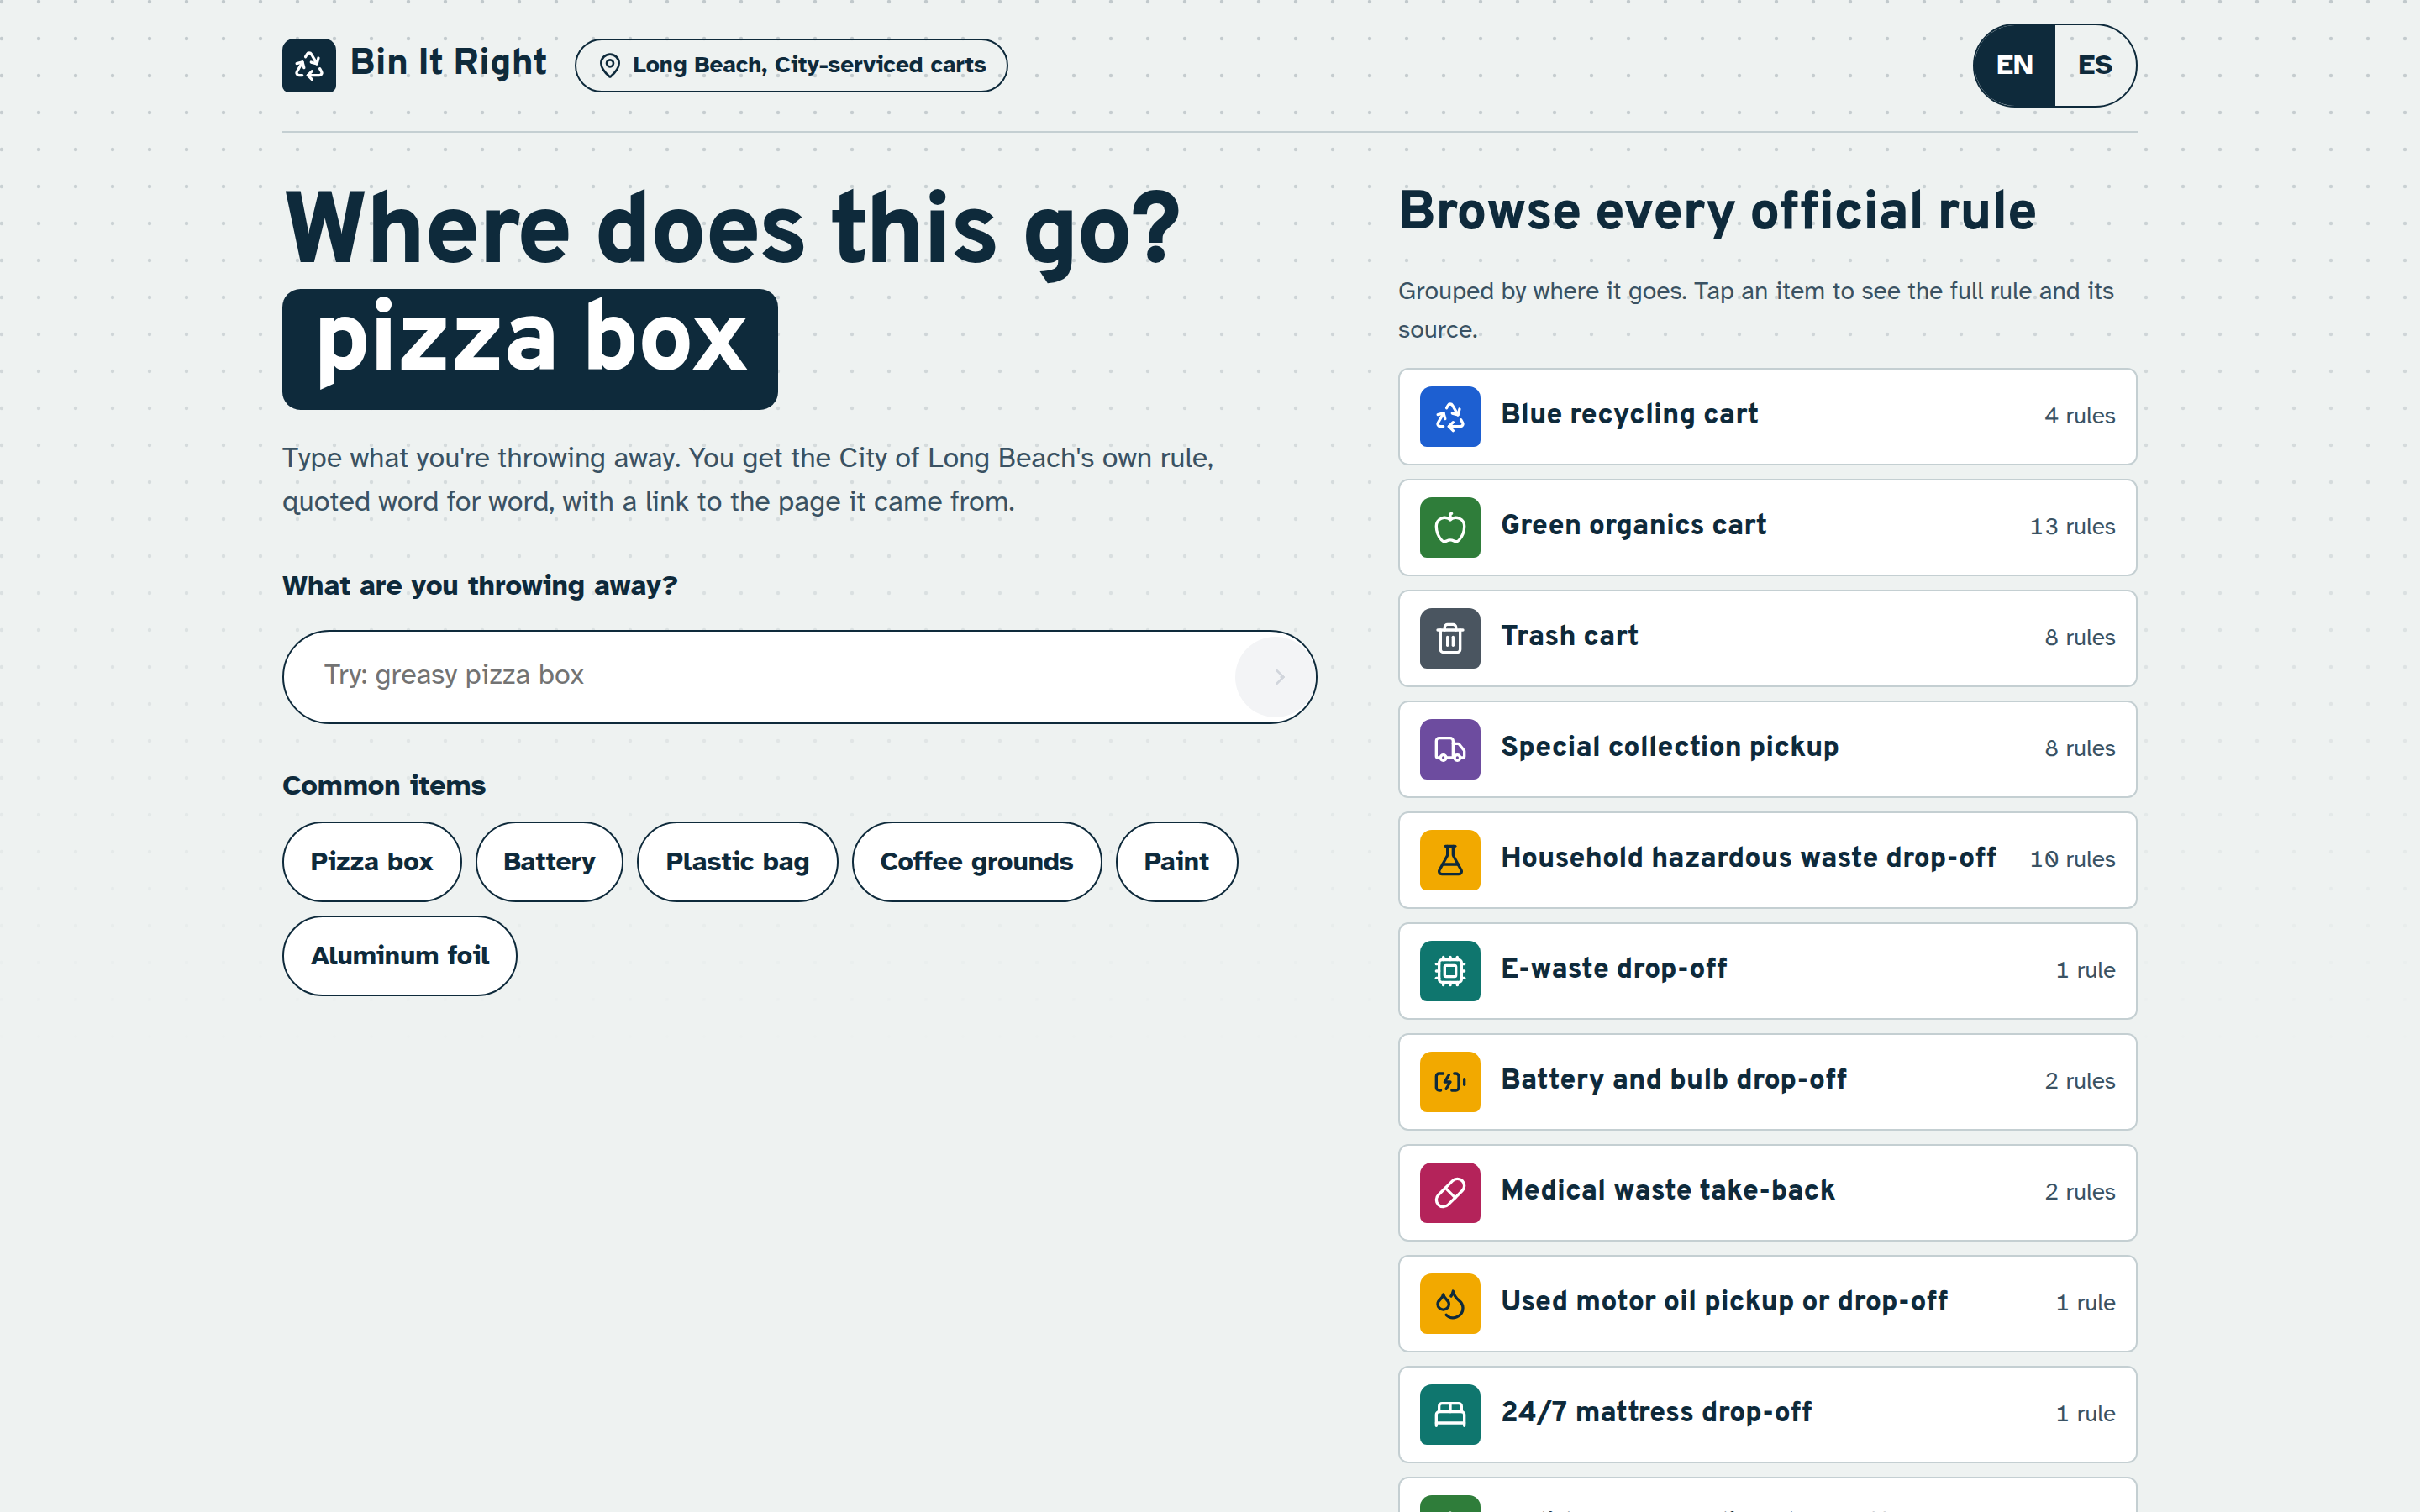 Bin It Right
Long Beach, City-serviced carts
EN
ES
Where does this go?
pizza box
Type what you're throwing away. You get the City of Long Beach's own rule,
quoted word for word, with a link to the page it came from.
What are you throwing away?
Try: greasy pizza box
Common items
Pizza box
Battery
Plastic bag
Coffee grounds
Paint
Aluminum foil
Browse every official rule
Grouped by where it goes. Tap an item to see the full rule and its
source.
Blue recycling cart 4 rules
Green organics cart 13 rules
Trash cart 8 rules
Special collection pickup 8 rules
Household hazardous waste drop-off 10 rules
E-waste drop-off 1 rule
Battery and bulb drop-off 2 rules
Medical waste take-back 2 rules
Used motor oil pickup or drop-off 1 rule
24/7 mattress drop-off 1 rule